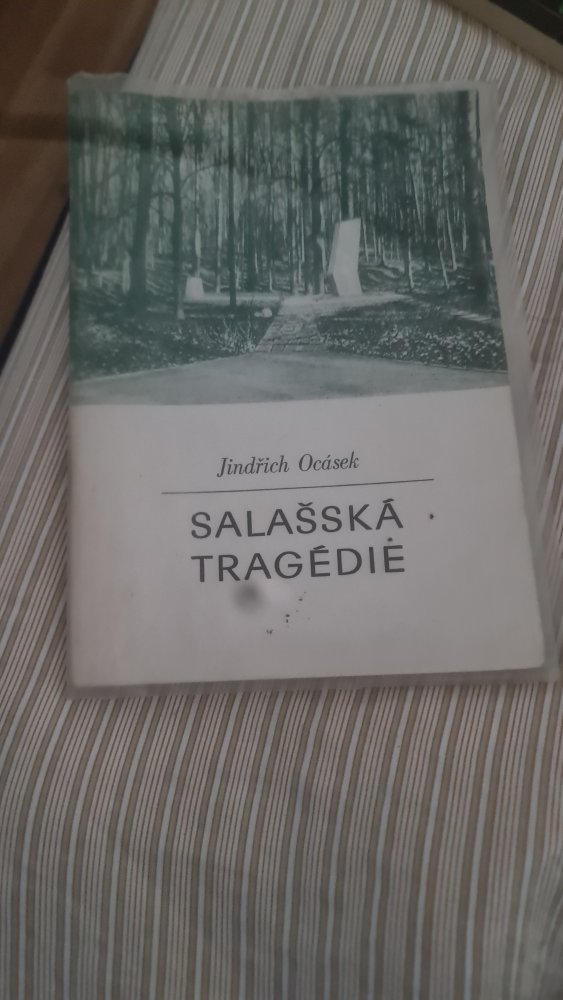 Jindřich Ocásek
SALAŠSKÁ
TRAGÉDIE